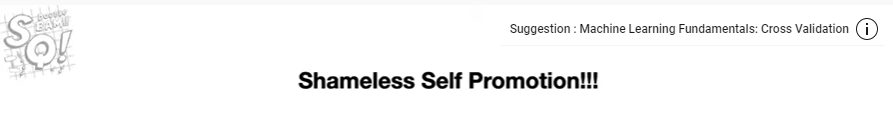 Suggestion : Machine Learning Fundamentals: Cross Validation
Shameless Self Promotion!!!